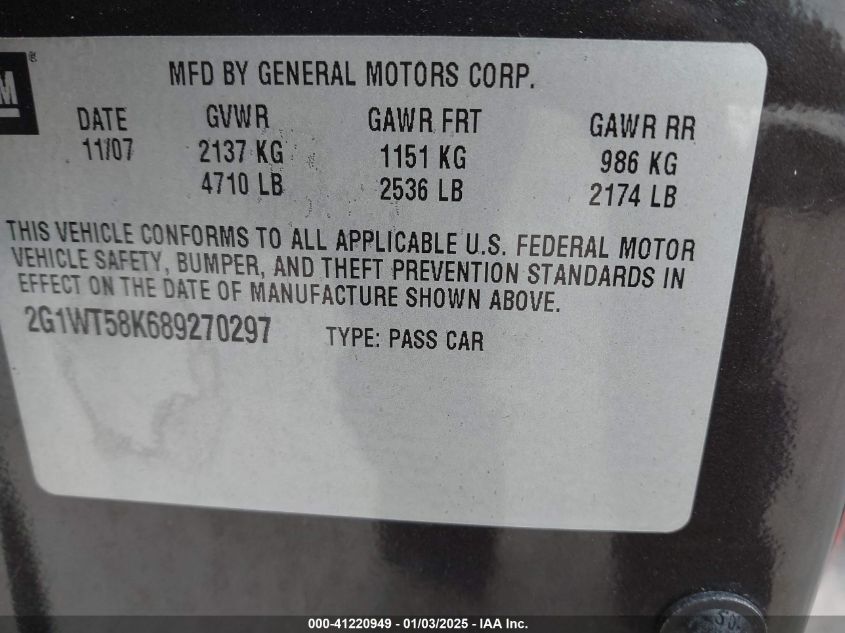 M®
MFD BY GENERAL MOTORS CORP.
DATE GVWR GAWR FRT GAWR RR
11/07 2137 KG 1151 KG 986 KG
4710 LB 2536 LB 2174 LB
THIS VEHICLE CONFORMS TO ALL APPLICABLE U.S. FEDERAL MOTOR
VEHICLE SAFETY, BUMPER, AND THEFT PREVENTION STANDARDS IN
EFFECT ON THE DATE OF MANUFACTURE SHOWN ABOVE.
2G1WT58K689270297 TYPE: PASS CAR
000-41220949 - 01/03/2025 - IAA Inc.